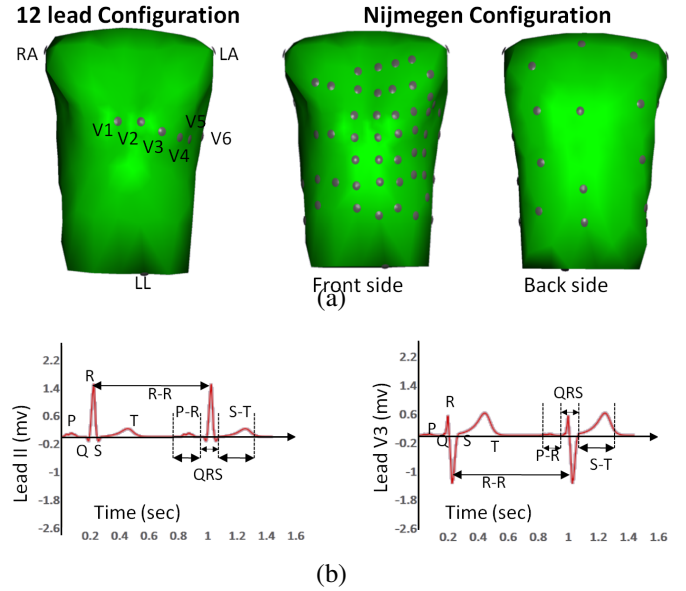 12 lead Configuration
Nijmegen Configuration
RA
LA
V1
V2
V3
V4
V5
V6
LL
Front side
Back side
(a)
Lead II (mv)
2.2
1.4
1
0.6
-0.2
-1
-1.8
-2.6
R
R-R
P
T
P-R
S-T
Q
S
QRS
Time (sec)
0.2 0.4 0.6 0.8 1 1.2 1.4 1.6
Lead V3 (mv)
2.2
1.4
0.6
-0.2
-1
-1.8
-2.6
R
QRS
P
Q
S
T
P-R
S-T
R-R
Time (sec)
0.2 0.4 0.6 0.8 1 1.2 1.4 1.6
(b)